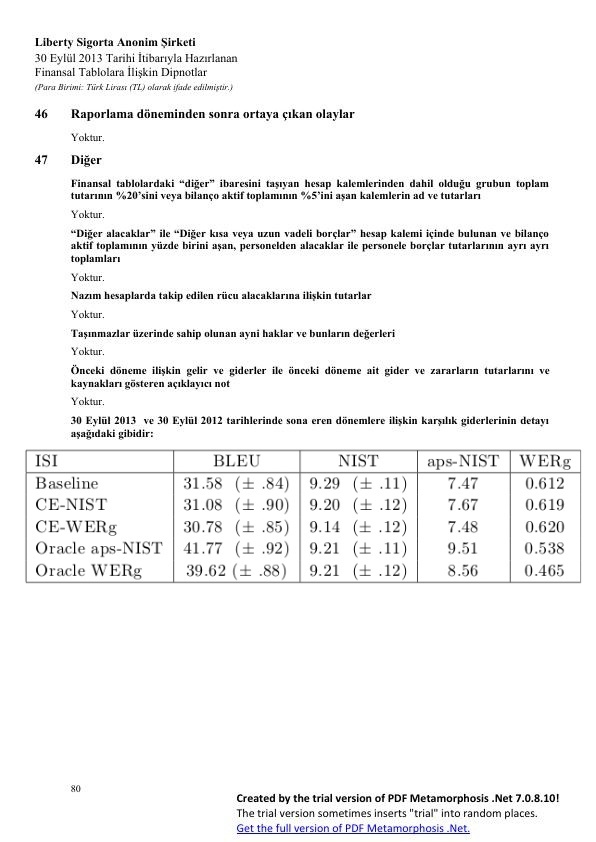 Liberty Sigorta Anonim Şirketi
30 Eylül 2013 Tarihi İtibarıyla Hazırlanan
Finansal Tablolara İlişkin Dipnotlar
(Para Birimi: Türk Lirası (TL) olarak ifade edilmiştir.)
46 Raporlama döneminden sonra ortaya çıkan olaylar
Yoktur.
47 Diğer
Finansal tablolardaki “diğer” ibaresini taşıyan hesap kalemlerinden dahil olduğu grubun toplam
tutarının %20’sini veya bilanço aktif toplamının %5’ini aşan kalemlerin ad ve tutarları
Yoktur.
“Diğer alacaklar” ile “Diğer kısa veya uzun vadeli borçlar” hesap kalemi içinde bulunan ve bilanço
aktif toplamının yüzde birini aşan, personelden alacaklar ile personele borçlar tutarlarının ayrı ayrı
toplamları
Yoktur.
Nazım hesaplarda takip edilen rücu alacaklarına ilişkin tutarlar
Yoktur.
Taşınmazlar üzerinde sahip olunan ayni haklar ve bunların değerleri
Yoktur.
Önceki döneme ilişkin gelir ve giderler ile önceki döneme ait gider ve zararların tutarlarını ve
kaynakları gösteren açıklayıcı not
Yoktur.
30 Eylül 2013 ve 30 Eylül 2012 tarihlerinde sona eren dönemlere ilişkin karşılık giderlerinin detayı
aşağıdaki gibidir:
ISI BLEU NIST aps-NIST WERg
Baseline 31.58 (± .84) 9.29 (± .11) 7.47 0.612
CE-NIST 31.08 (± .90) 9.20 (± .12) 7.67 0.619
CE-WERg 30.78 (± .85) 9.14 (± .12) 7.48 0.620
Oracle aps-NIST 41.77 (± .92) 9.21 (± .11) 9.51 0.538
Oracle WERg 39.62 (± .88) 9.21 (± .12) 8.56 0.465
80
Created by the trial version of PDF Metamorphosis .Net 7.0.8.10!
The trial version sometimes inserts "trial" into random places.
Get the full version of PDF Metamorphosis .Net.